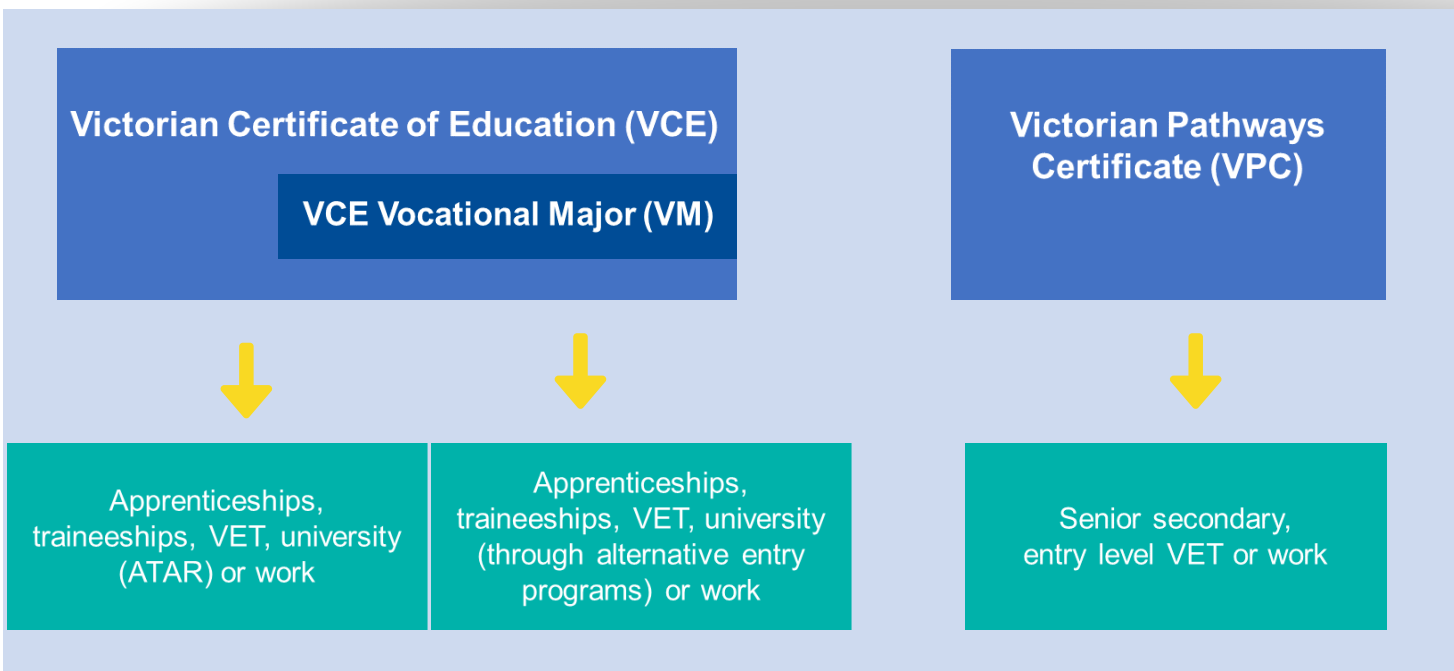 Victorian Certificate of Education (VCE)
VCE Vocational Major (VM)
Victorian Pathways
Certificate (VPC)
Apprenticeships,
traineeships, VET, university
(ATAR) or work
Apprenticeships,
traineeships, VET, university
(through alternative entry
programs) or work
Senior secondary,
entry level VET or work